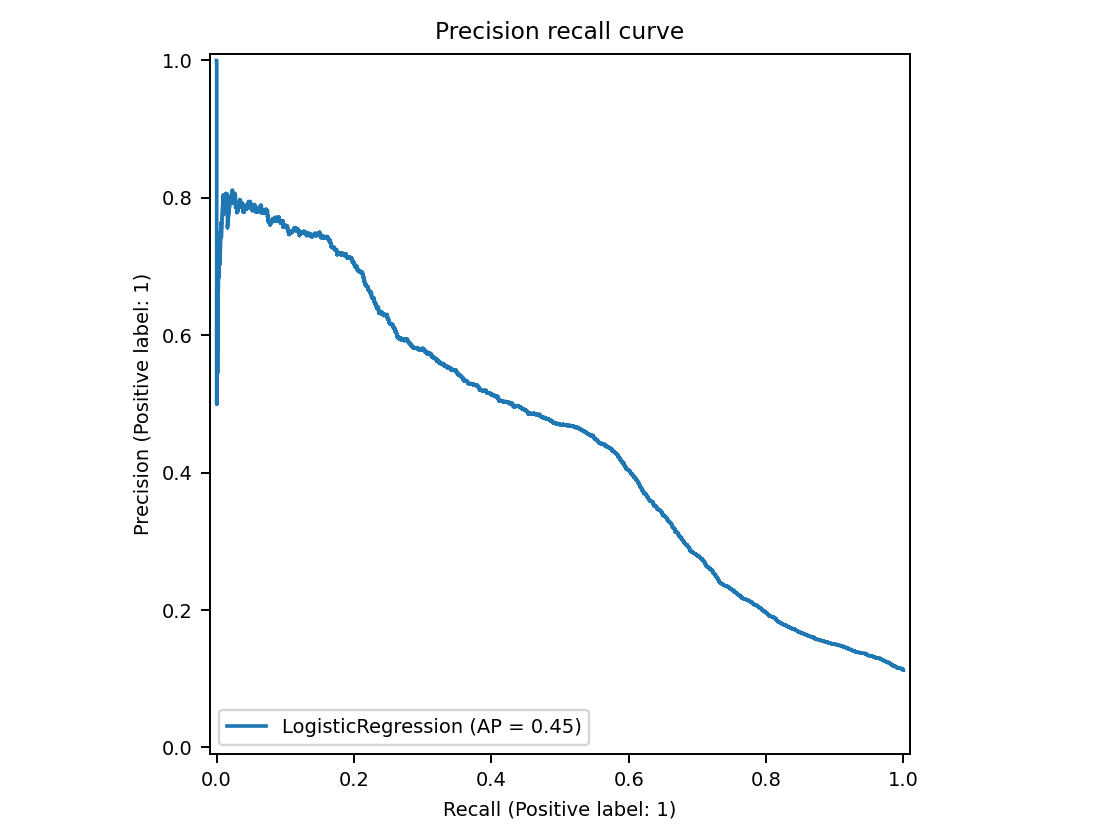 Precision recall curve
1.0
0.8
0.6
0.4
0.2
0.0
Precision (Positive label: 1)
LogisticRegression (AP = 0.45)
0.0 0.2 0.4 0.6 0.8 1.0
Recall (Positive label: 1)